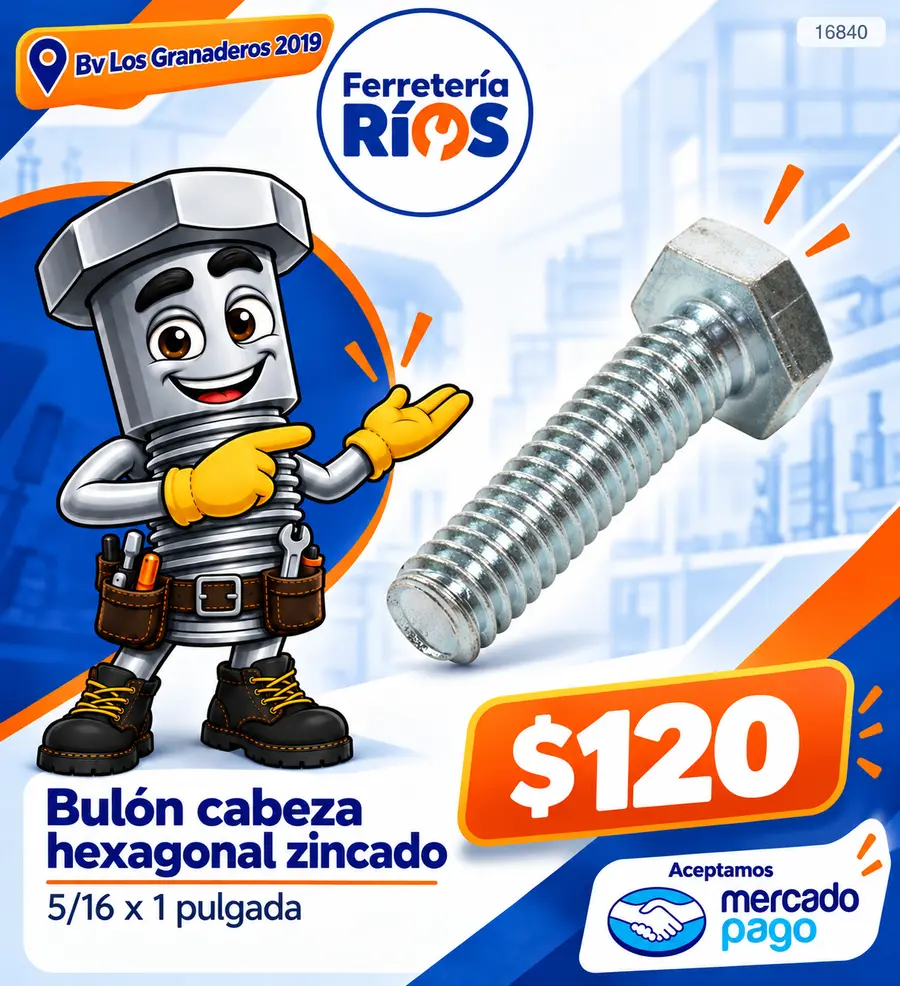 Bv Los Granaderos 2019
Ferretería
Ríos
16840
$120
Bulón cabeza
hexagonal zincado
5/16 x 1 pulgada
Aceptamos
mercado
pago